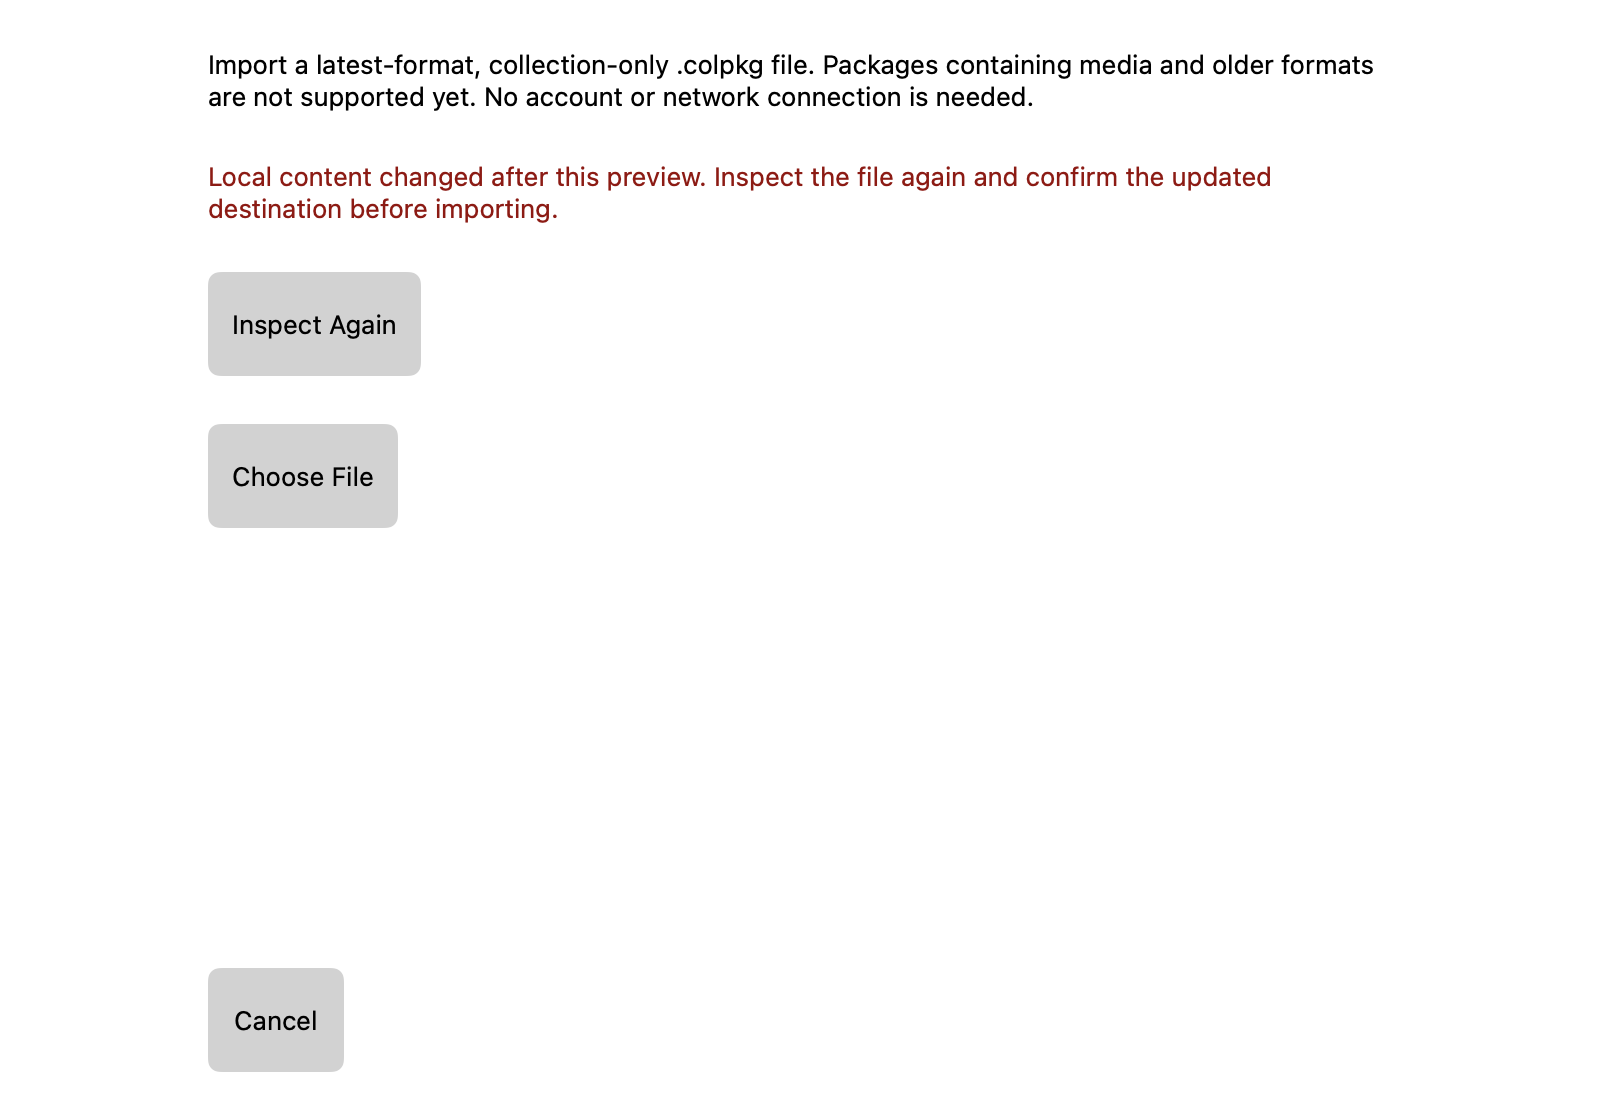 Import a latest-format, collection-only .colpkg file. Packages containing media and older formats
are not supported yet. No account or network connection is needed.
Local content changed after this preview. Inspect the file again and confirm the updated
destination before importing.
Inspect Again
Choose File
Cancel